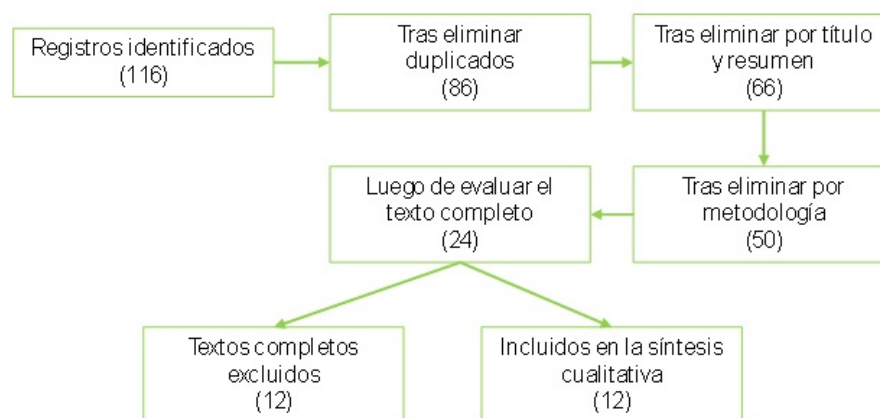 Registros identificados
(116)
Tras eliminar
duplicados
(86)
Tras eliminar por título
y resumen
(66)
Tras eliminar por
metodología
(50)
Luego de evaluar el
texto completo
(24)
Textos completos
excluidos
(12)
Incluidos en la síntesis
cualitativa
(12)